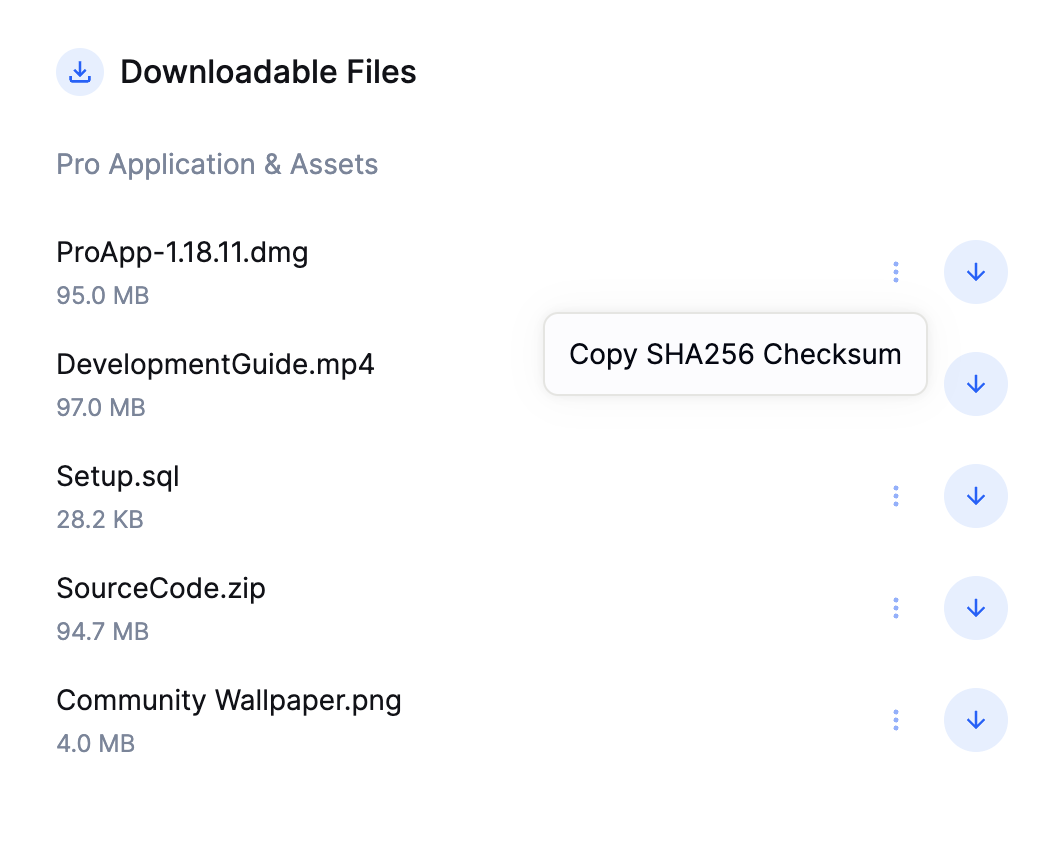 Downloadable Files
Pro Application & Assets
ProApp-1.18.11.dmg
95.0 MB
Copy SHA256 Checksum
DevelopmentGuide.mp4
97.0 MB
Setup.sql
28.2 KB
SourceCode.zip
94.7 MB
Community Wallpaper.png
4.0 MB